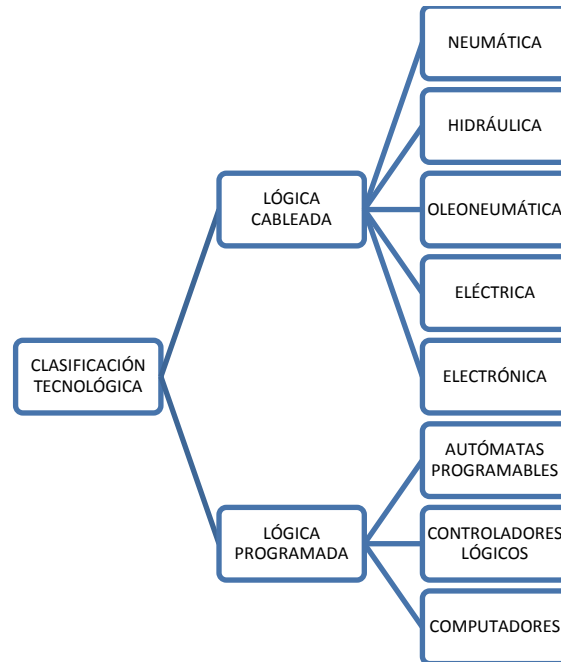 CLASIFICACIÓN
TECNOLÓGICA
LÓGICA
CABLEADA
NEUMÁTICA
HIDRÁULICA
OLEONEUMÁTICA
ELÉCTRICA
ELECTRÓNICA
LÓGICA
PROGRAMADA
AUTÓMATAS
PROGRAMABLES
CONTROLADORES
LÓGICOS
COMPUTADORES